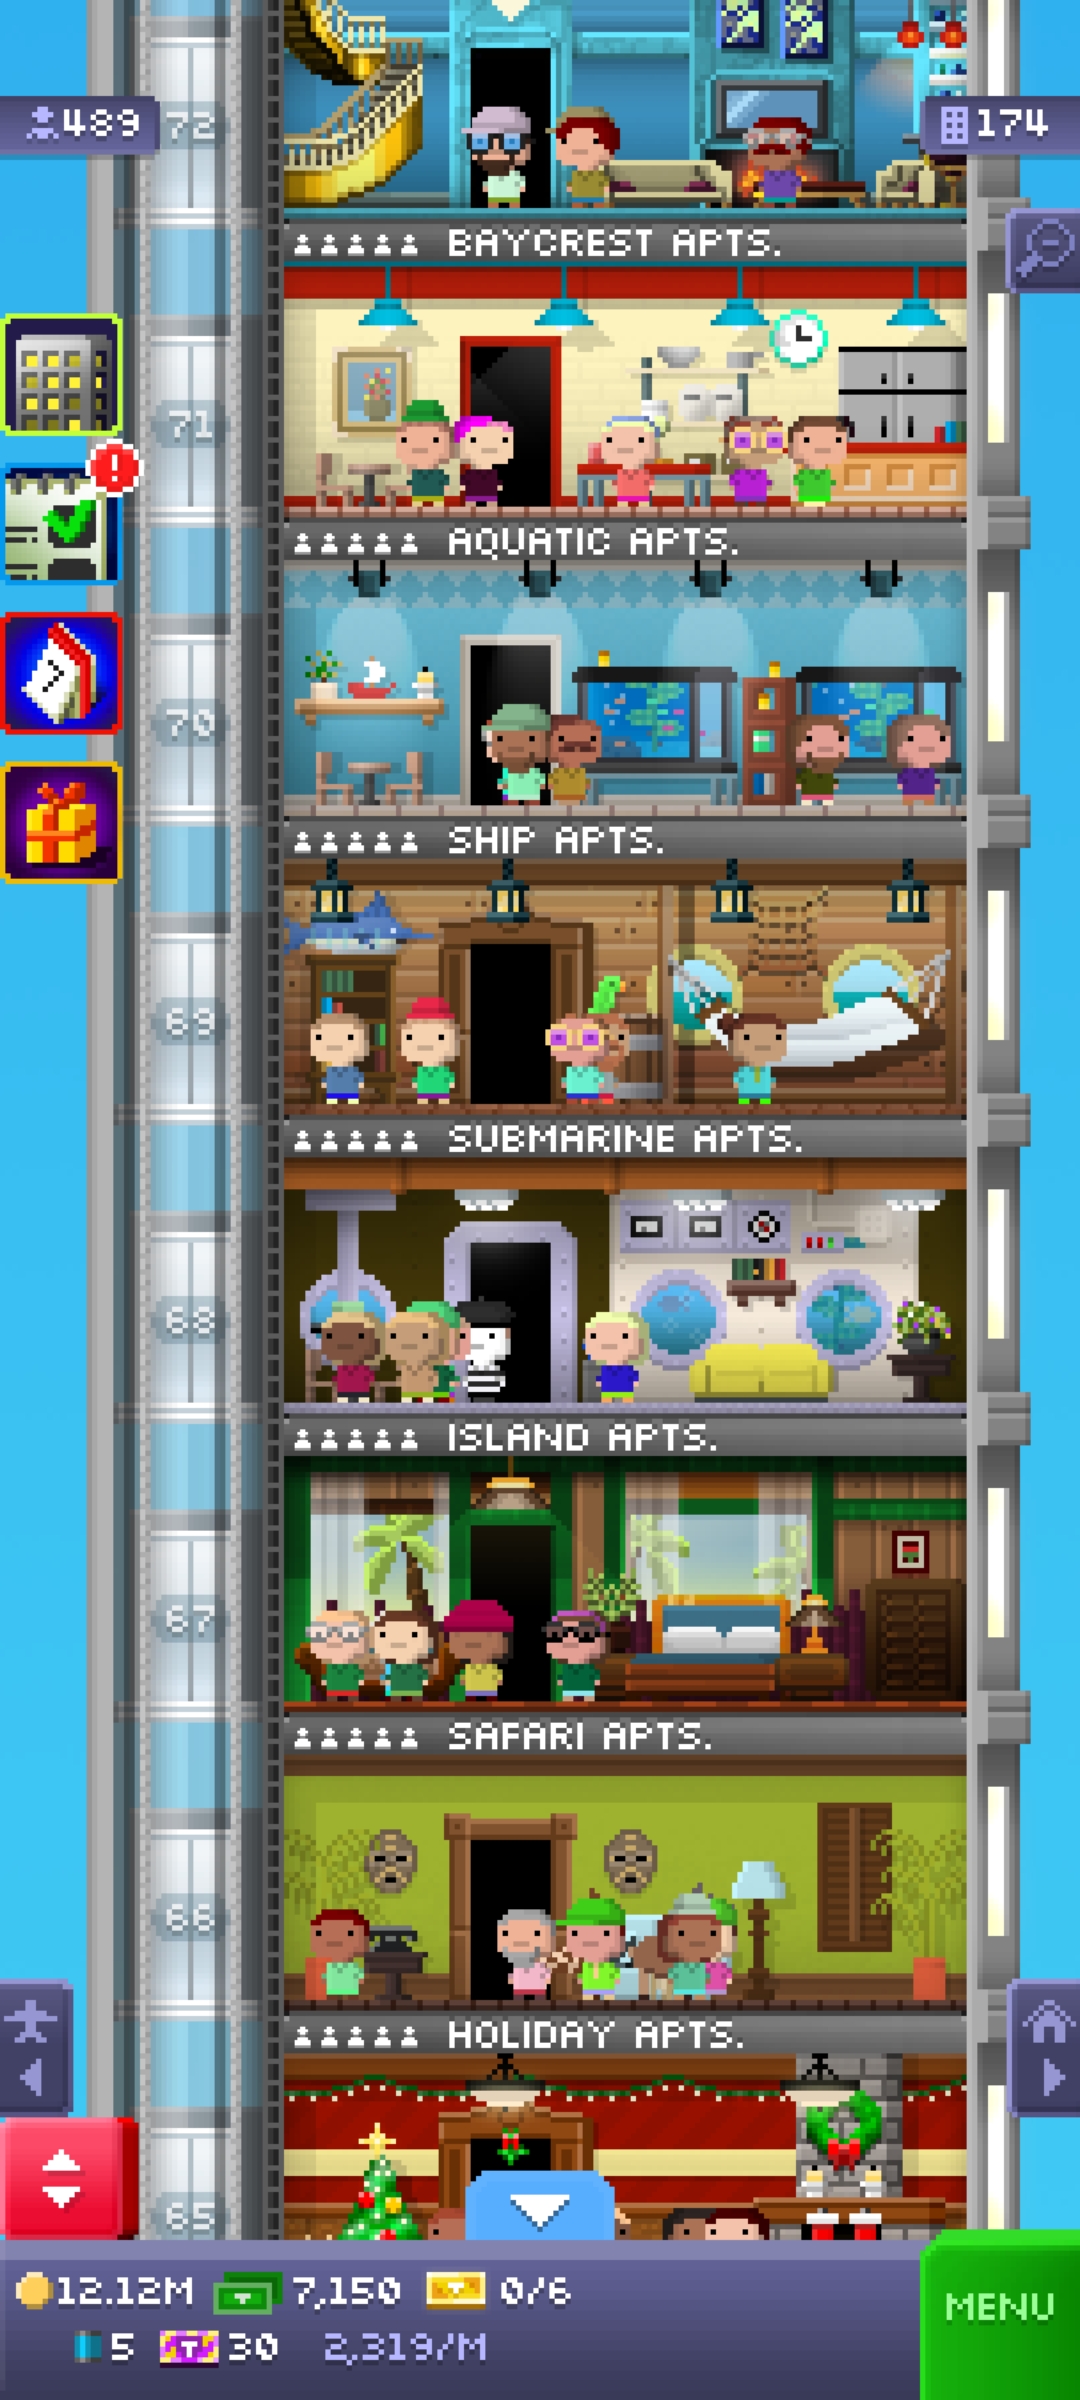 489
72
174
BAYCREST APTS.
71
AQUATIC APTS.
70
SHIP APTS.
69
SUBMARINE APTS.
68
ISLAND APTS.
67
SAFARI APTS.
66
HOLIDAY APTS.
65
12.12M 7,150 0/6
5 30 2,319/M
MENU